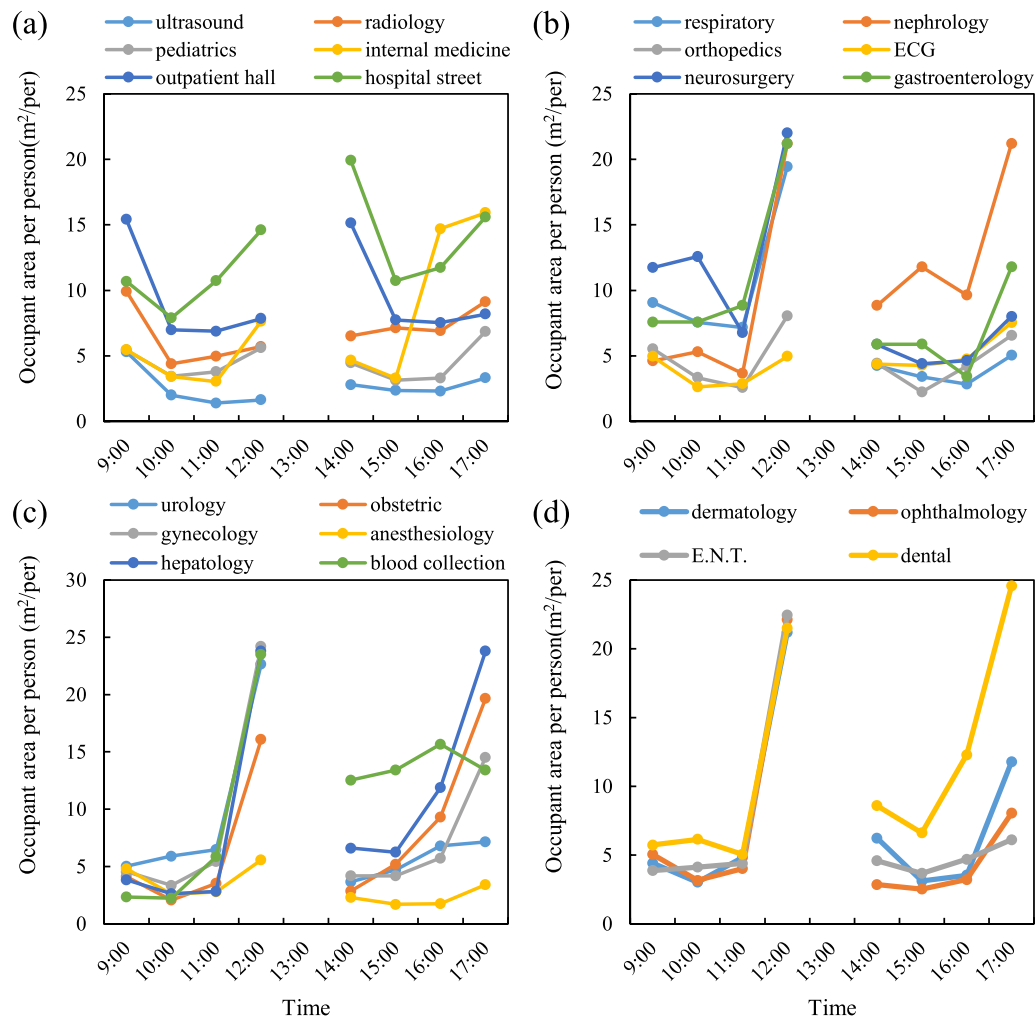 (a)
ultrasound radiology
pediatrics internal medicine
outpatient hall hospital street
Occupant area per person(m²/per)
25
20
15
10
5
0
9:00 10:00 11:00 12:00 13:00 14:00 15:00 16:00 17:00
(b)
respiratory nephrology
orthopedics ECG
neurosurgery gastroenterology
Occupant area per person (m²/per)
25
20
15
10
5
0
9:00 10:00 11:00 12:00 13:00 14:00 15:00 16:00 17:00
(c)
urology obstetric
gynecology anesthesiology
hepatology blood collection
Occupant area per person (m²/per)
30
25
20
15
10
5
0
9:00 10:00 11:00 12:00 13:00 14:00 15:00 16:00 17:00
Time
(d)
dermatology ophthalmology
E.N.T. dental
Occupant area per person(m²/per)
25
20
15
10
5
0
9:00 10:00 11:00 12:00 13:00 14:00 15:00 16:00 17:00
Time